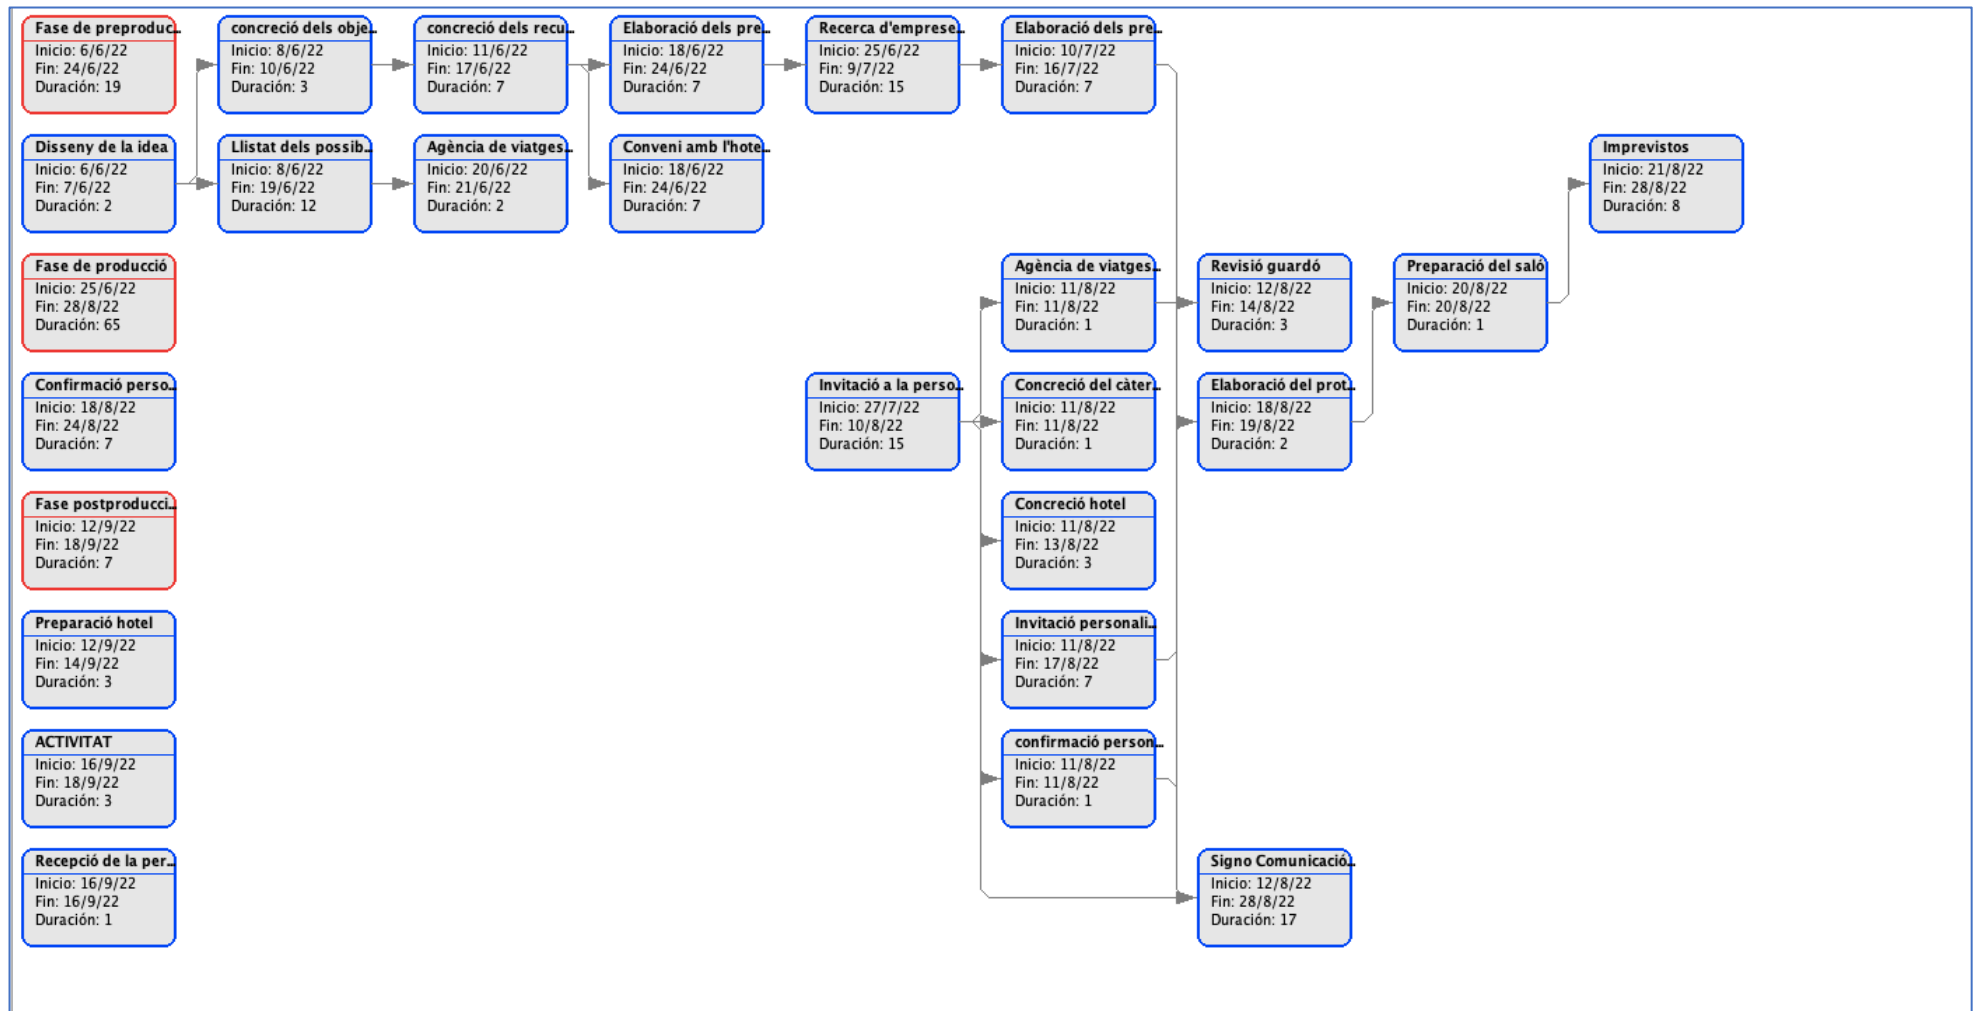 Fase de preproduc...
Inicio: 6/6/22
Fin: 24/6/22
Duración: 19
concreció dels obje...
Inicio: 8/6/22
Fin: 10/6/22
Duración: 3
concreció dels recu...
Inicio: 11/6/22
Fin: 17/6/22
Duración: 7
Elaboració dels pre...
Inicio: 18/6/22
Fin: 24/6/22
Duración: 7
Recerca d'emprese...
Inicio: 25/6/22
Fin: 9/7/22
Duración: 15
Elaboració dels pre...
Inicio: 10/7/22
Fin: 16/7/22
Duración: 7
Disseny de la idea
Inicio: 6/6/22
Fin: 7/6/22
Duración: 2
Llistat dels possib...
Inicio: 8/6/22
Fin: 19/6/22
Duración: 12
Agència de viatges...
Inicio: 20/6/22
Fin: 21/6/22
Duración: 2
Conveni amb l'hote...
Inicio: 18/6/22
Fin: 24/6/22
Duración: 7
Imprevistos
Inicio: 21/8/22
Fin: 28/8/22
Duración: 8
Fase de producció
Inicio: 25/6/22
Fin: 28/8/22
Duración: 65
Agència de viatges...
Inicio: 11/8/22
Fin: 11/8/22
Duración: 1
Revisió guardó
Inicio: 12/8/22
Fin: 14/8/22
Duración: 3
Preparació del saló
Inicio: 20/8/22
Fin: 20/8/22
Duración: 1
Confirmació perso...
Inicio: 18/8/22
Fin: 24/8/22
Duración: 7
Invitació a la perso...
Inicio: 27/7/22
Fin: 10/8/22
Duración: 15
Concreció del càter...
Inicio: 11/8/22
Fin: 11/8/22
Duración: 1
Elaboració del prot...
Inicio: 18/8/22
Fin: 19/8/22
Duración: 2
Fase postproducci...
Inicio: 12/9/22
Fin: 18/9/22
Duración: 7
Concreció hotel
Inicio: 11/8/22
Fin: 13/8/22
Duración: 3
Preparació hotel
Inicio: 12/9/22
Fin: 14/9/22
Duración: 3
Invitació personali...
Inicio: 11/8/22
Fin: 17/8/22
Duración: 7
ACTIVITAT
Inicio: 16/9/22
Fin: 18/9/22
Duración: 3
confirmació person...
Inicio: 11/8/22
Fin: 11/8/22
Duración: 1
Recepció de la per...
Inicio: 16/9/22
Fin: 16/9/22
Duración: 1
Signo Comunicació...
Inicio: 12/8/22
Fin: 28/8/22
Duración: 17